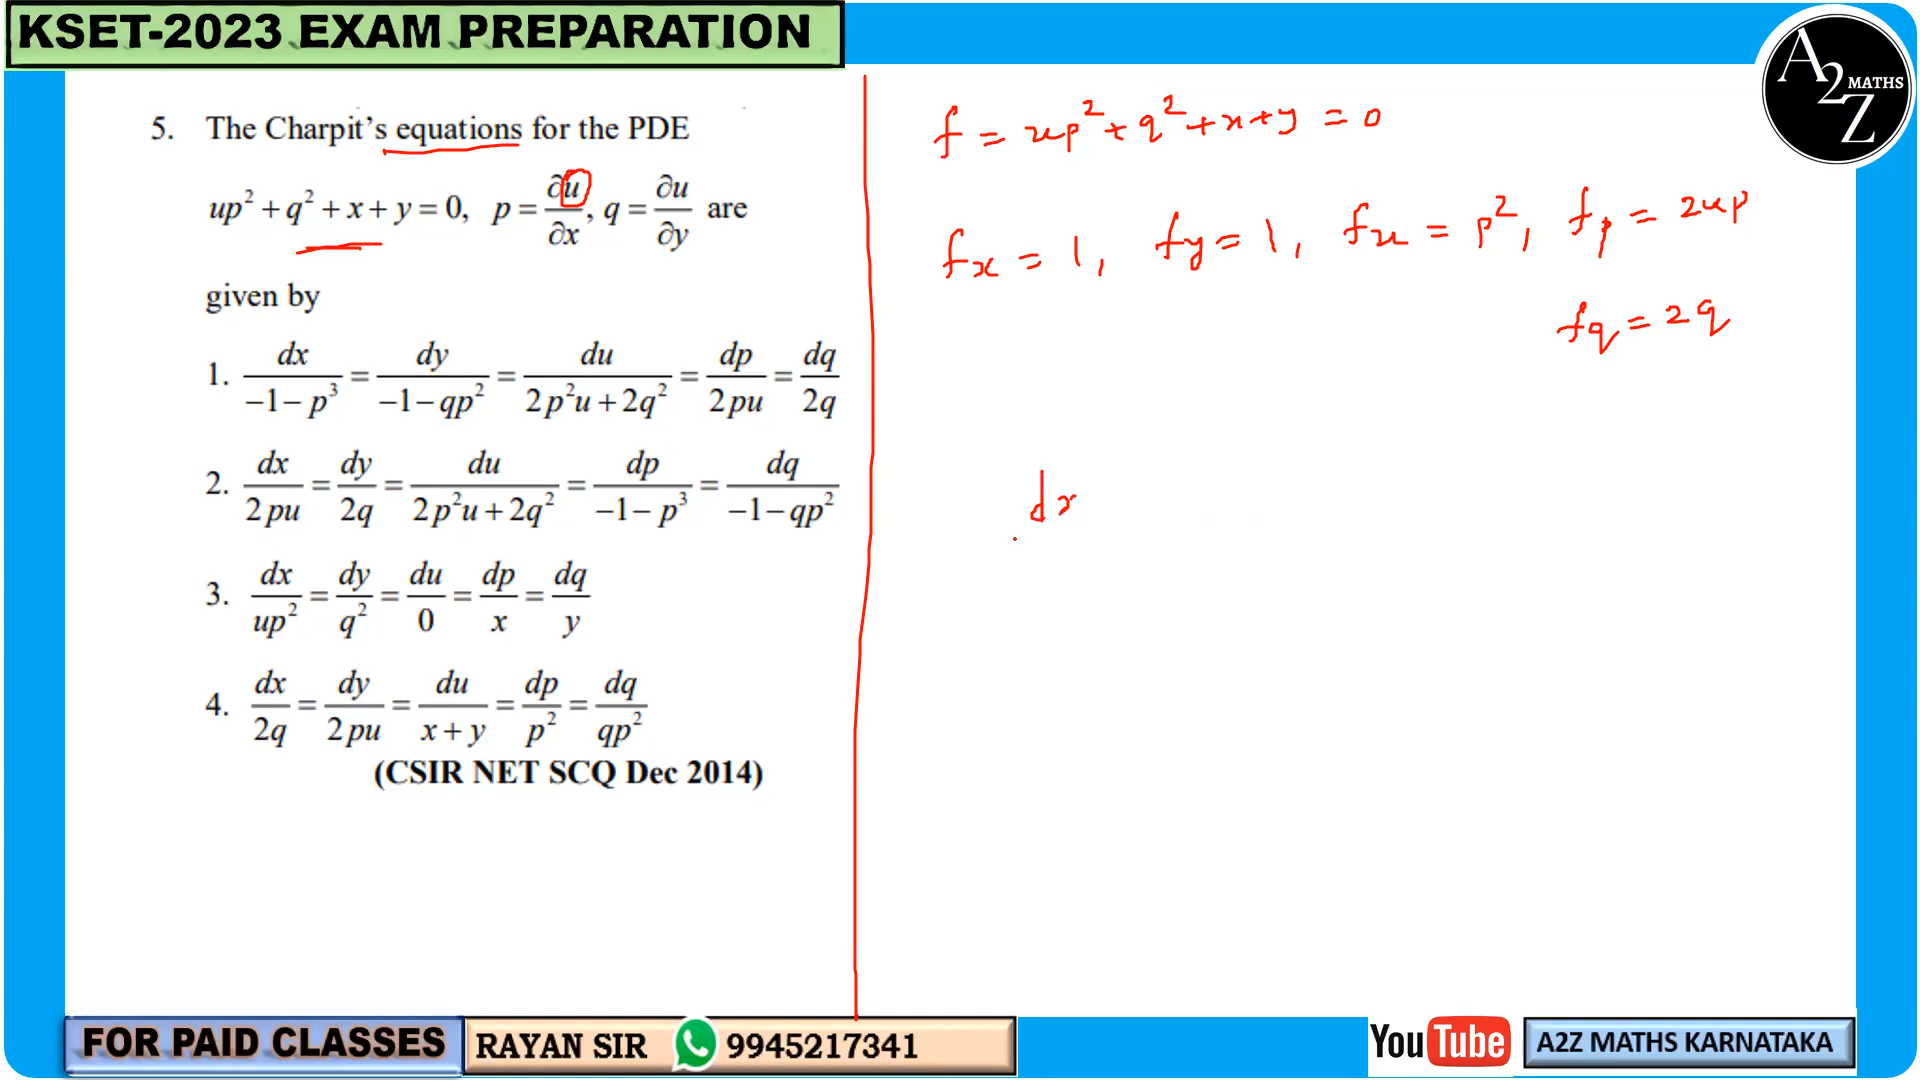 KSET-2023 EXAM PREPARATION
A2Z MATHS
5. The Charpit's equations for the PDE
up² + q² + x + y = 0, p = ∂u/∂x, q = ∂u/∂y are
given by
1. dx/(−1−p³) = dy/(−1−qp²) = du/(2p²u+2q²) = dp/2pu = dq/2q
2. dx/2pu = dy/2q = du/(2p²u+2q²) = dp/(−1−p³) = dq/(−1−qp²)
3. dx/up² = dy/q² = du/0 = dp/x = dq/y
4. dx/2q = dy/2pu = du/(x+y) = dp/p² = dq/qp²
(CSIR NET SCQ Dec 2014)
f = up² + q² + x + y = 0
fx = 1, fy = 1, fu = p², fp = 2up
fq = 2q
dx
FOR PAID CLASSES
RAYAN SIR 9945217341
YouTube
A2Z MATHS KARNATAKA